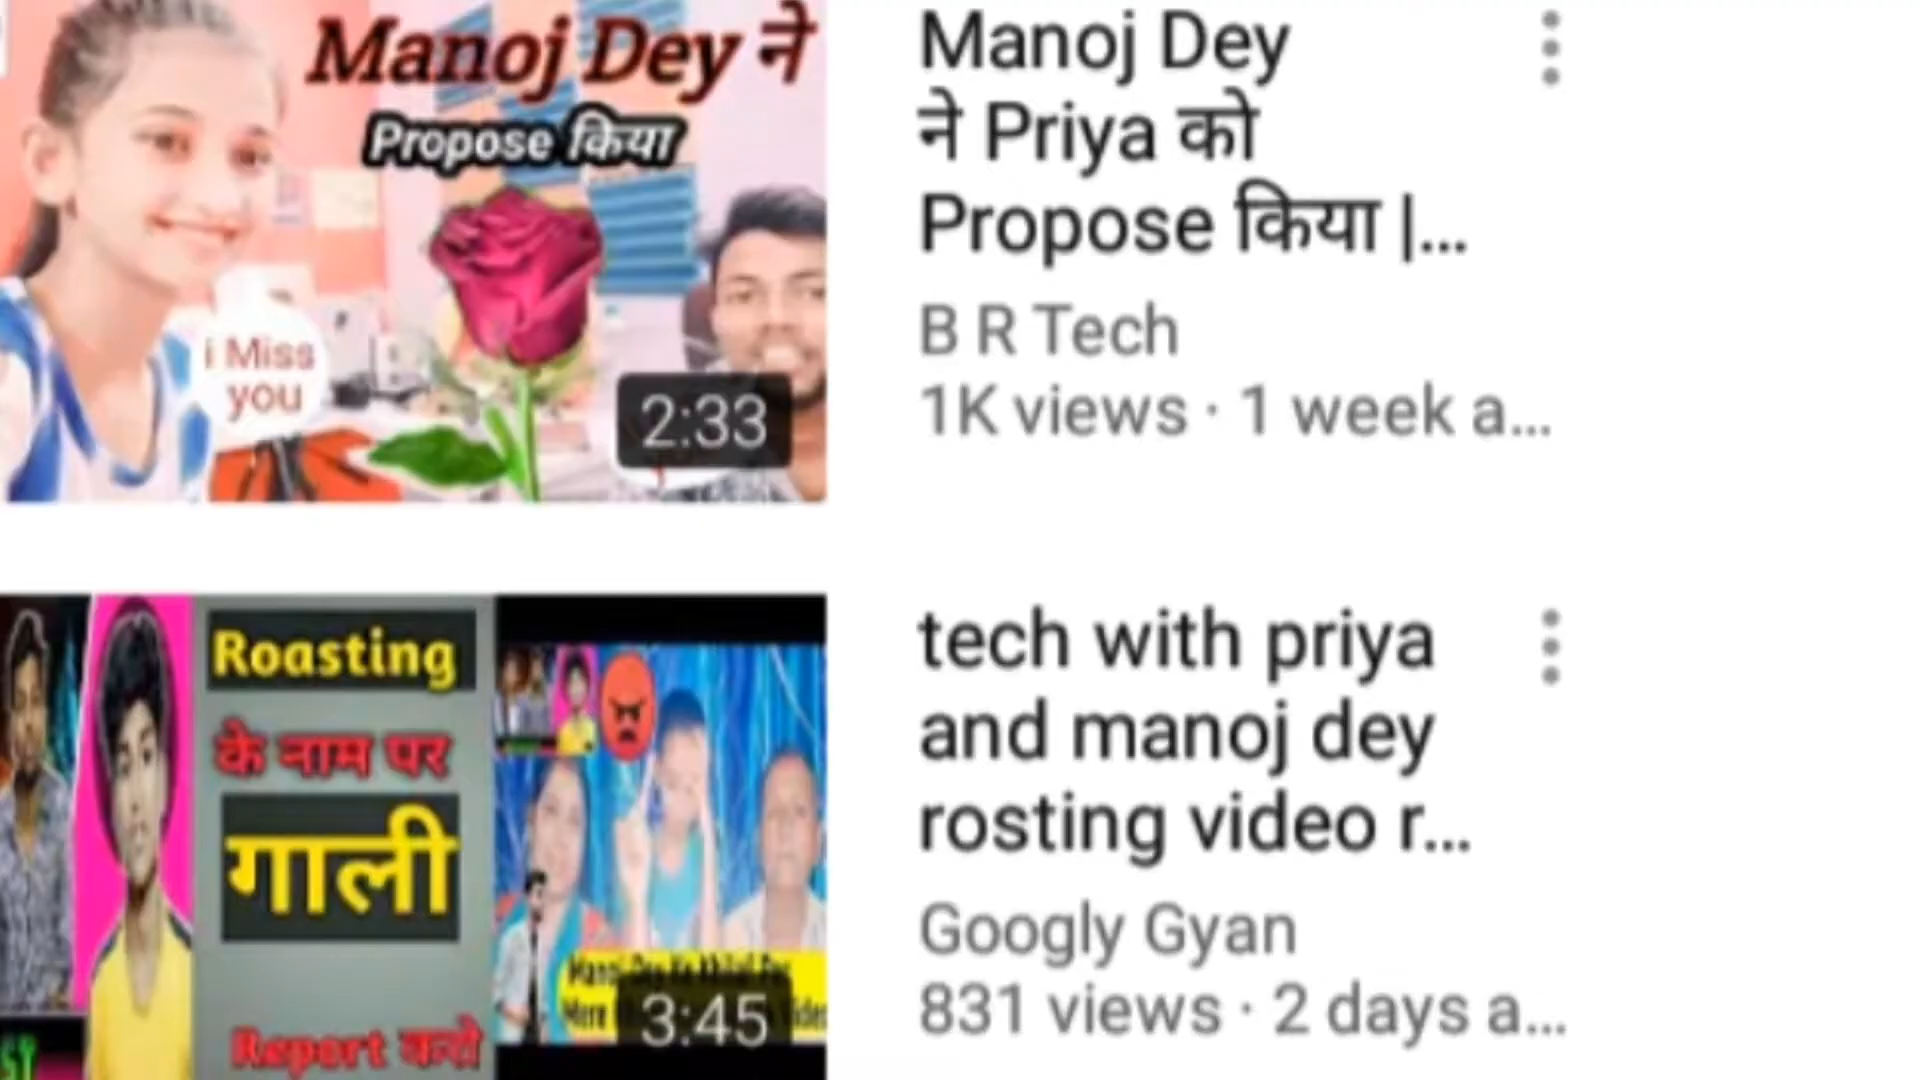 Manoj Dey ने
Propose किया
i Miss
you
2:33
Manoj Dey
ने Priya को
Propose किया |...
B R Tech
1K views · 1 week a...
Roasting
के नाम पर
गाली
Report करो
3:45
tech with priya
and manoj dey
rosting video r...
Googly Gyan
831 views · 2 days a...